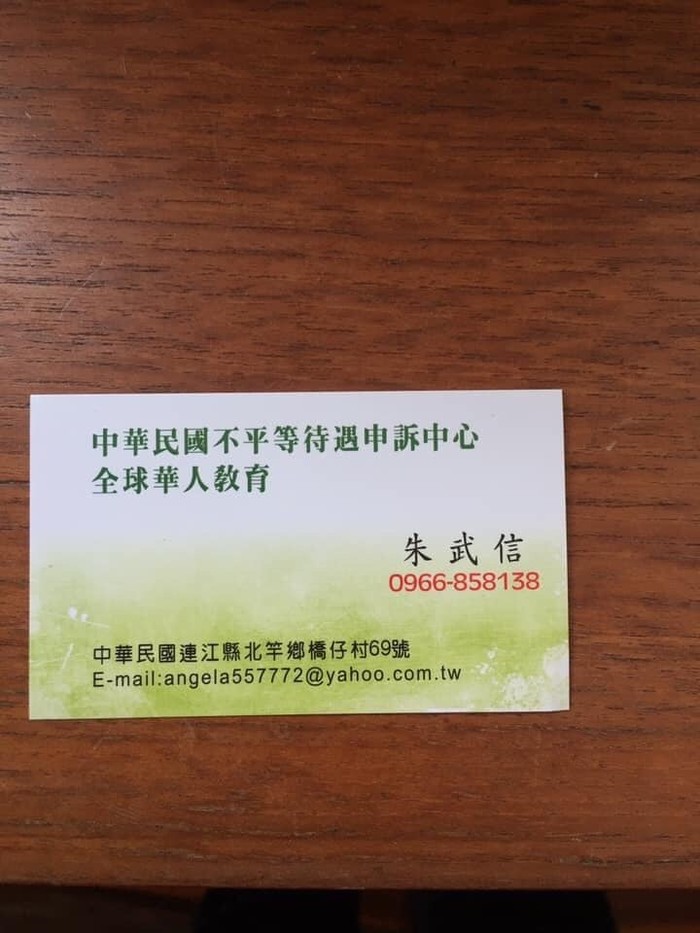 中華民國不平等待遇申訴中心
全球華人教育
朱武信
0966-858138
中華民國連江縣北竿鄉橋仔村69號
E-mail:angela557772@yahoo.com.tw